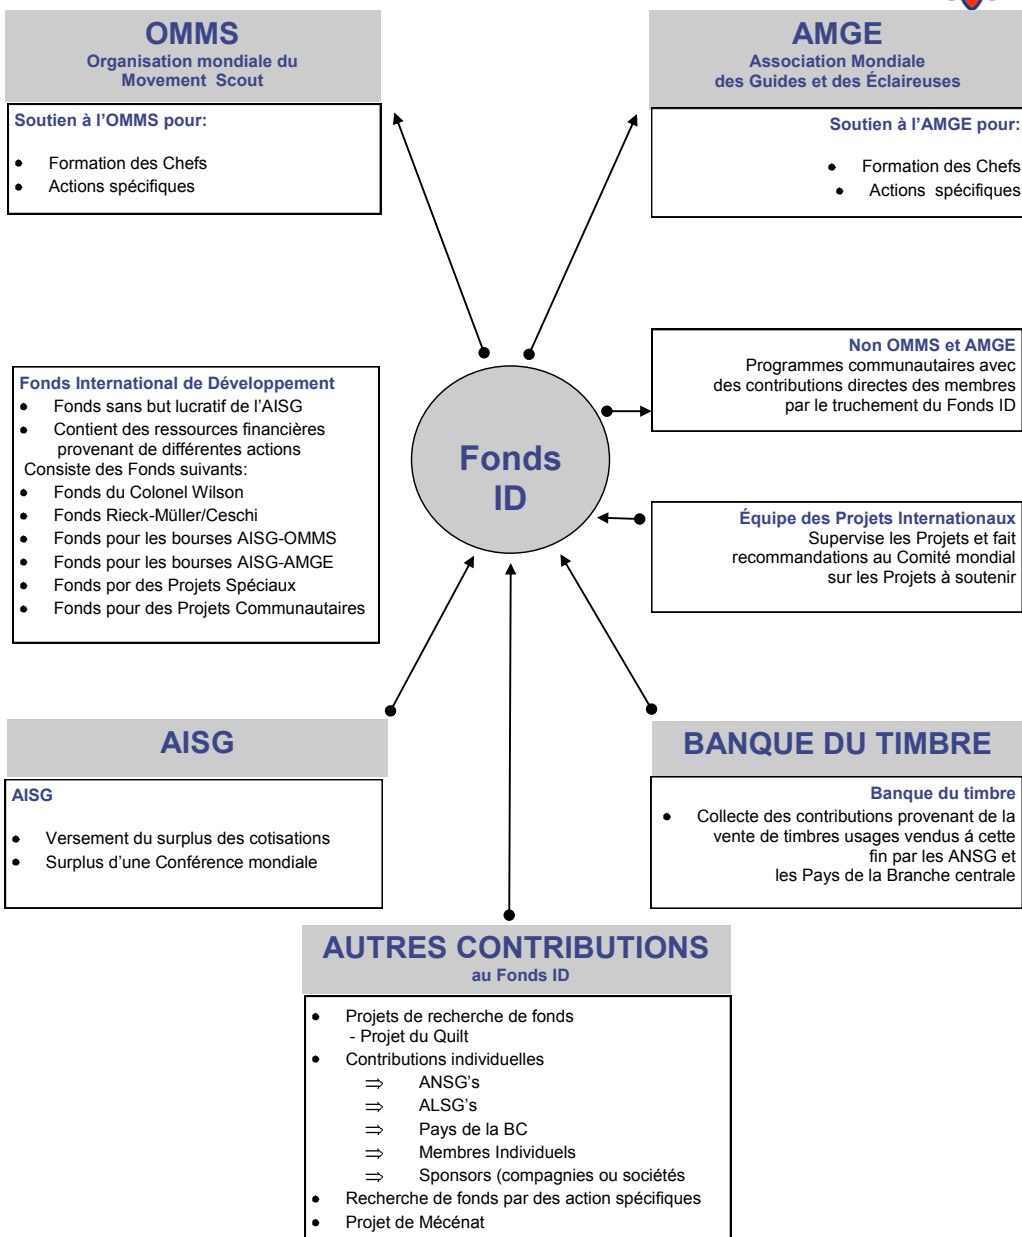 OMMS
Organisation mondiale du
Movement Scout
Soutien à l'OMMS pour:
• Formation des Chefs
• Actions spécifiques
AMGE
Association Mondiale
des Guides et des Éclaireuses
Soutien à l'AMGE pour:
• Formation des Chefs
• Actions spécifiques
Fonds International de Développement
• Fonds sans but lucratif de l'AISG
• Contient des ressources financières
provenant de différentes actions
Consiste des Fonds suivants:
• Fonds du Colonel Wilson
• Fonds Rieck-Müller/Ceschi
• Fonds pour les bourses AISG-OMMS
• Fonds pour les bourses AISG-AMGE
• Fonds por des Projets Spéciaux
• Fonds pour des Projets Communautaires
Fonds
ID
Non OMMS et AMGE
Programmes communautaires avec
des contributions directes des membres
par le truchement du Fonds ID
Équipe des Projets Internationaux
Supervise les Projets et fait
recommandations au Comité mondial
sur les Projets à soutenir
AISG
AISG
• Versement du surplus des cotisations
• Surplus d'une Conférence mondiale
BANQUE DU TIMBRE
Banque du timbre
• Collecte des contributions provenant de la
vente de timbres usages vendus á cette
fin par les ANSG et
les Pays de la Branche centrale
AUTRES CONTRIBUTIONS
au Fonds ID
• Projets de recherche de fonds
- Projet du Quilt
• Contributions individuelles
⇒ ANSG's
⇒ ALSG's
⇒ Pays de la BC
⇒ Membres Individuels
⇒ Sponsors (compagnies ou sociétés
• Recherche de fonds par des action spécifiques
• Projet de Mécénat